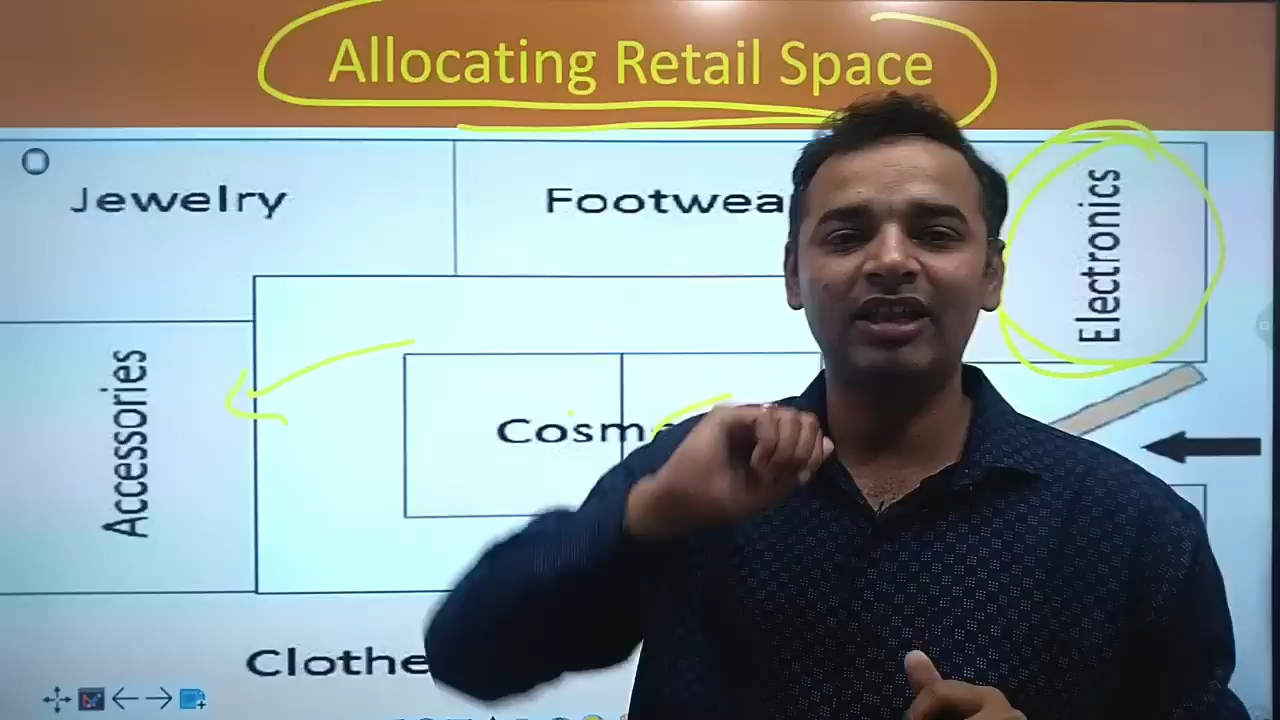 Allocating Retail Space
Jewelry
Footwea
Electronics
Accessories
Cosm
Clothe